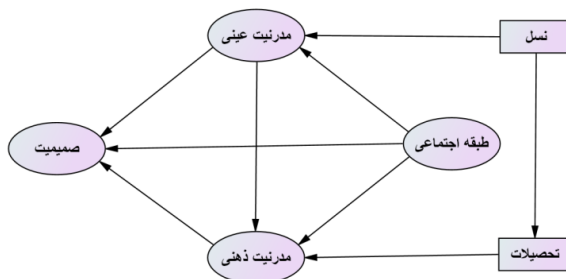 مدرنیت عینی
نسل
صمیمیت
طبقه اجتماعی
مدرنیت ذهنی
تحصیلات